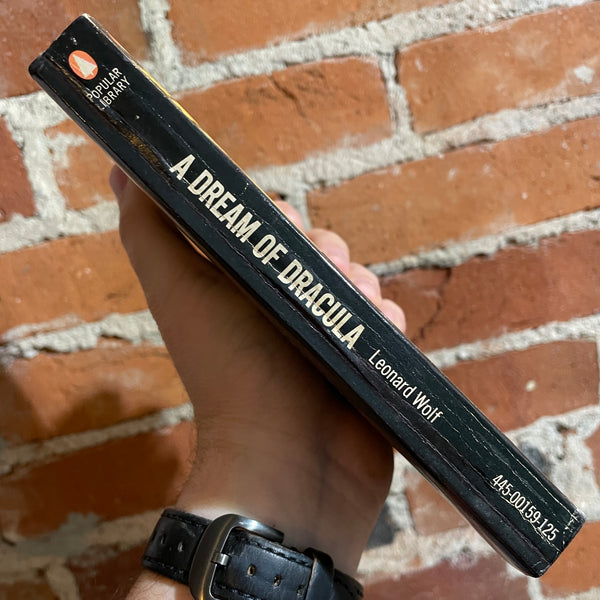 POPULAR
LIBRARY
A DREAM OF DRACULA
Leonard Wolf
445-00159-125